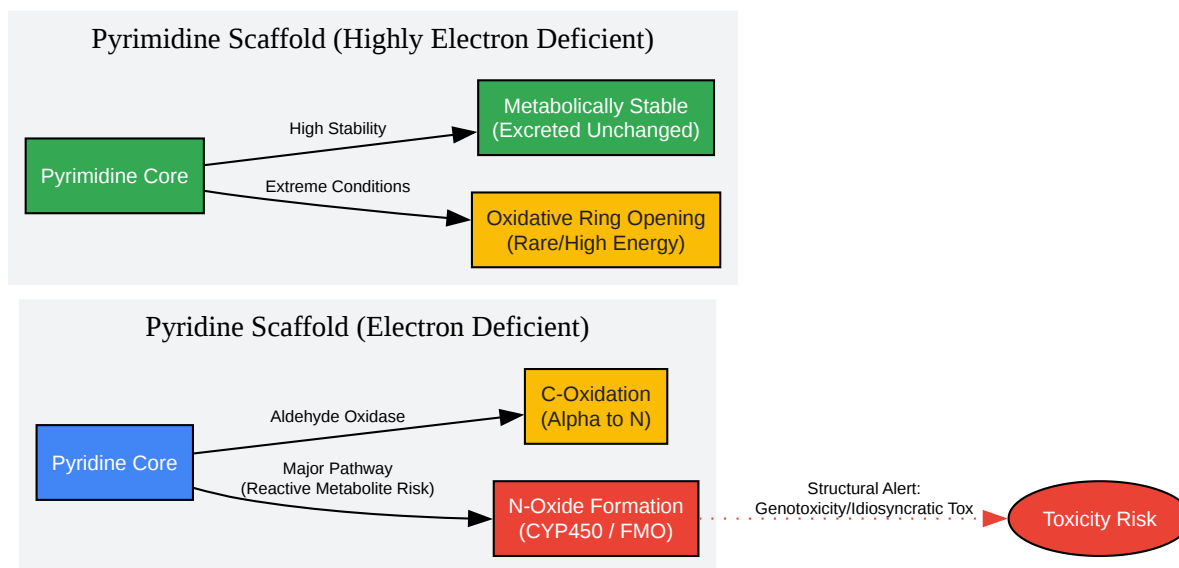 Pyrimidine Scaffold (Highly Electron Deficient)
Pyrimidine Core
High Stability
Metabolically Stable
(Excreted Unchanged)
Extreme Conditions
Oxidative Ring Opening
(Rare/High Energy)
Pyridine Scaffold (Electron Deficient)
Pyridine Core
Aldehyde Oxidase
C-Oxidation
(Alpha to N)
Major Pathway
(Reactive Metabolite Risk)
N-Oxide Formation
(CYP450 / FMO)
Structural Alert:
Genotoxicity/Idiosyncratic Tox
Toxicity Risk